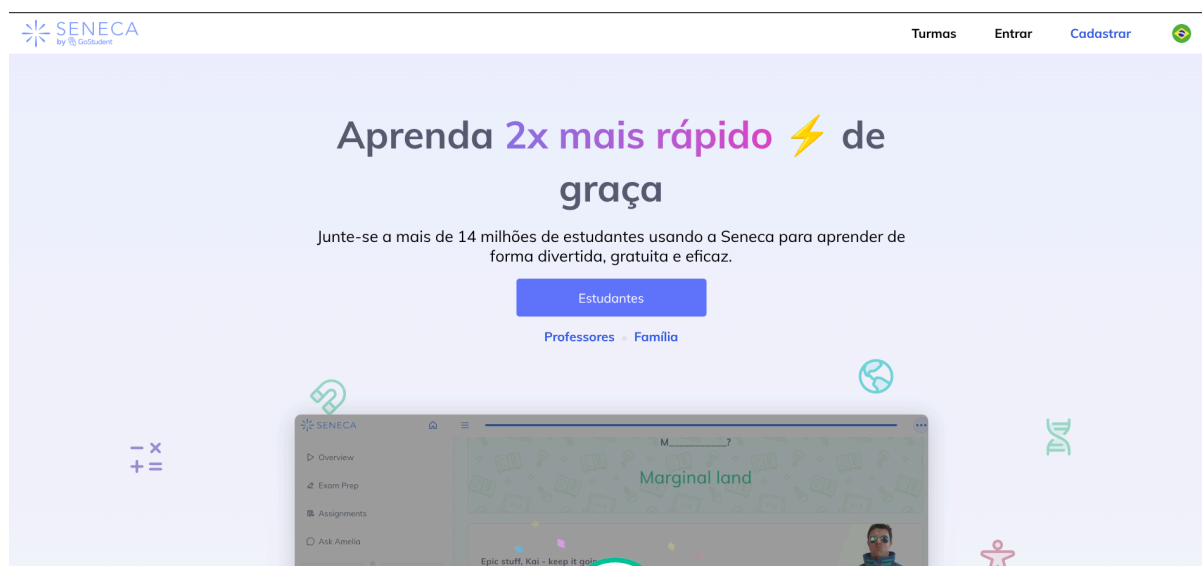 SENECA
by GoStudent
Turmas
Entrar
Cadastrar
Aprenda 2x mais rápido ⚡ de
graça
Junte-se a mais de 14 milhões de estudantes usando a Seneca para aprender de
forma divertida, gratuita e eficaz.
Estudantes
Professores
Família
SENECA
Overview
Exam Prep
Assignments
Ask Amelia
M__________?
Marginal land
Epic stuff, Kai - keep it going